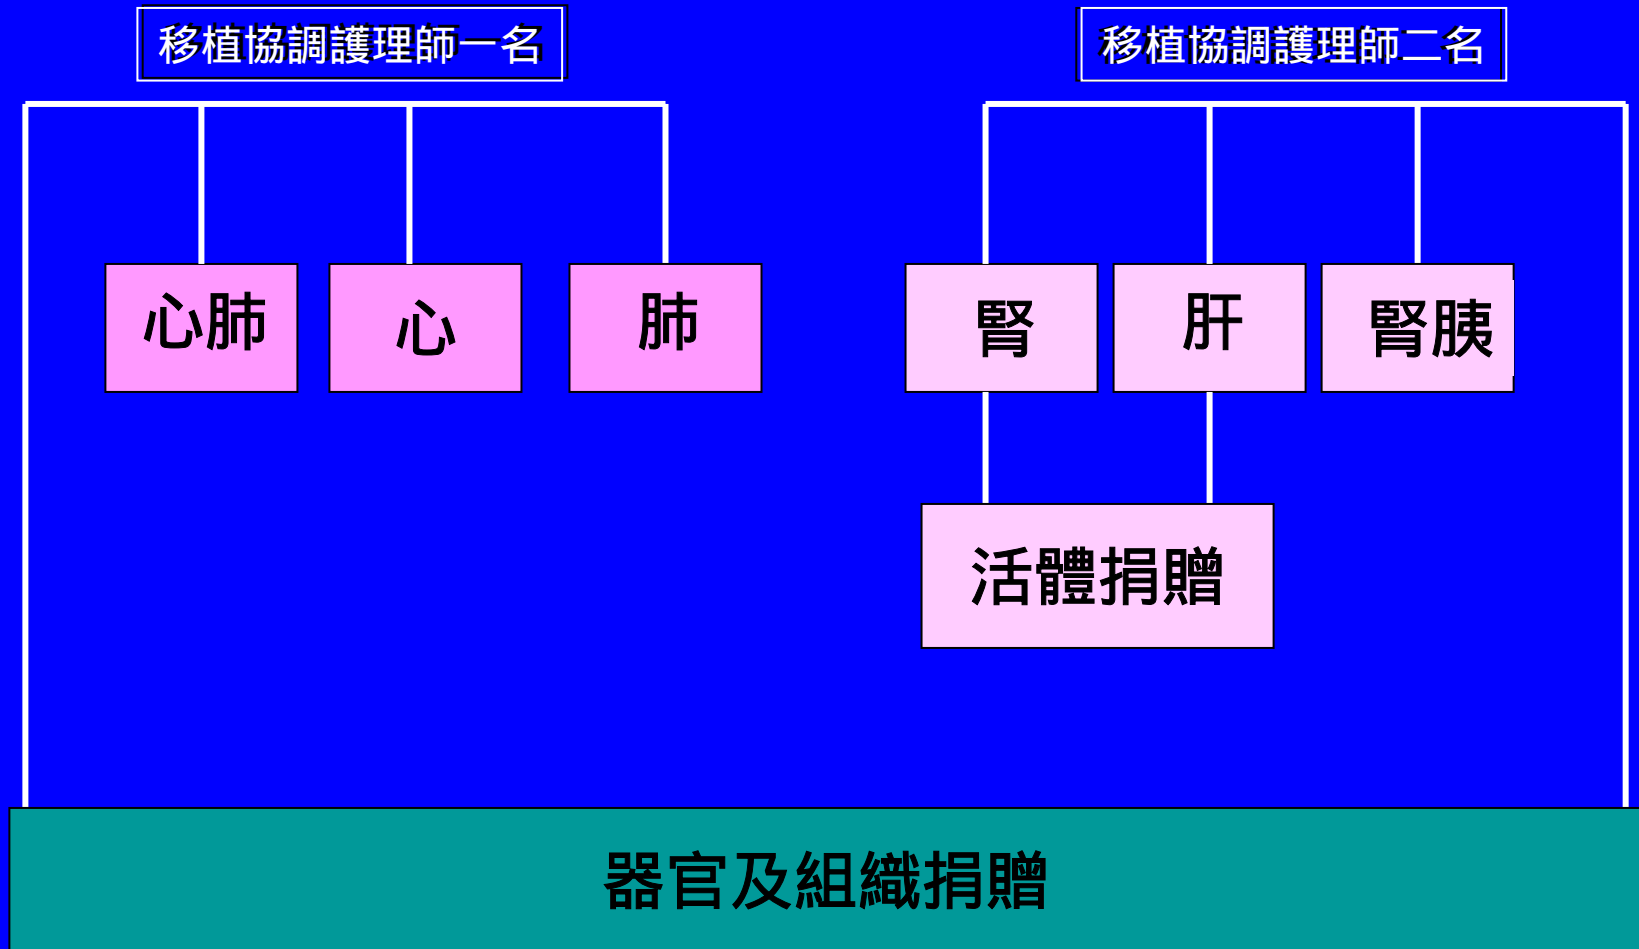 移植協調護理師一名
移植協調護理師二名
心肺
心
肺
腎
肝
腎胰
活體捐贈
器官及組織捐贈